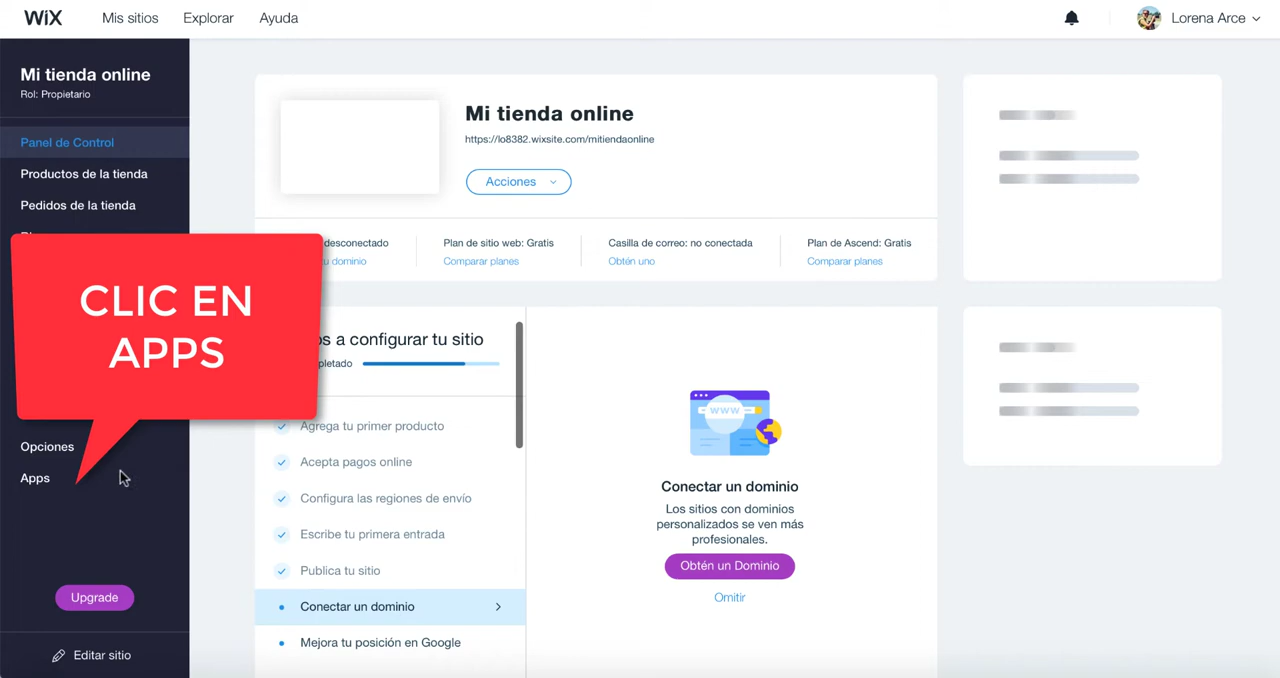 WiX
Mis sitios
Explorar
Ayuda
Lorena Arce
Mi tienda online
Rol: Propietario
Panel de Control
Productos de la tienda
Pedidos de la tienda
CLIC EN
APPS
Opciones
Apps
Upgrade
Editar sitio
Mi tienda online
https://lo8382.wixsite.com/mitiendaonline
Acciones
desconectado
dominio
Plan de sitio web: Gratis
Comparar planes
Casilla de correo: no conectada
Obtén uno
Plan de Ascend: Gratis
Comparar planes
a configurar tu sitio
Agrega tu primer producto
Acepta pagos online
Configura las regiones de envío
Escribe tu primera entrada
Publica tu sitio
Conectar un dominio
Mejora tu posición en Google
www
Conectar un dominio
Los sitios con dominios
personalizados se ven más
profesionales.
Obtén un Dominio
Omitir